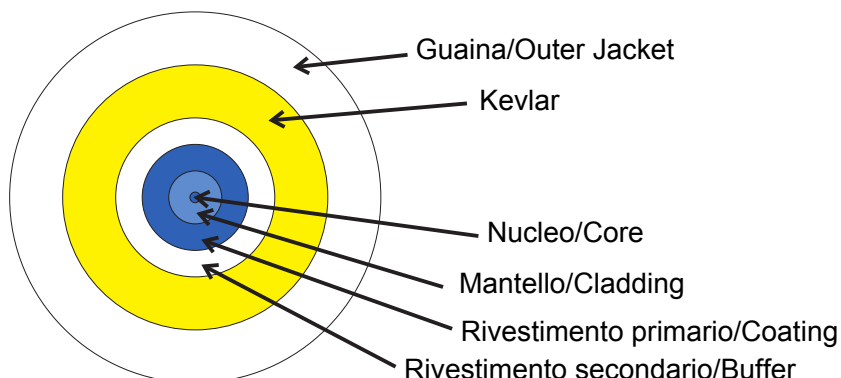 Guaina/Outer Jacket
Kevlar
Nucleo/Core
Mantello/Cladding
Rivestimento primario/Coating
Rivestimento secondario/Buffer